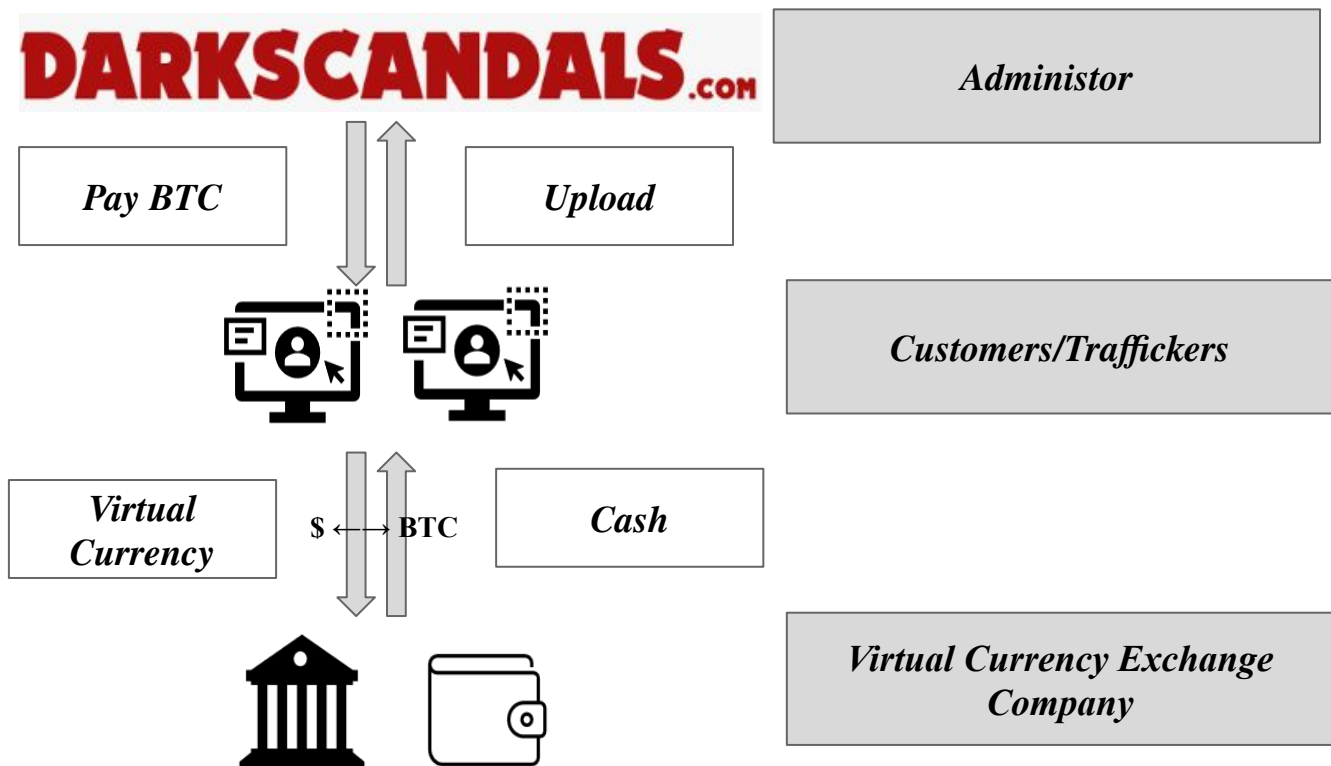 DARKSCANDALS.COM
Administor
Pay BTC
Upload
Customers/Traffickers
Virtual
Currency
$ ←→ BTC
Cash
Virtual Currency Exchange
Company